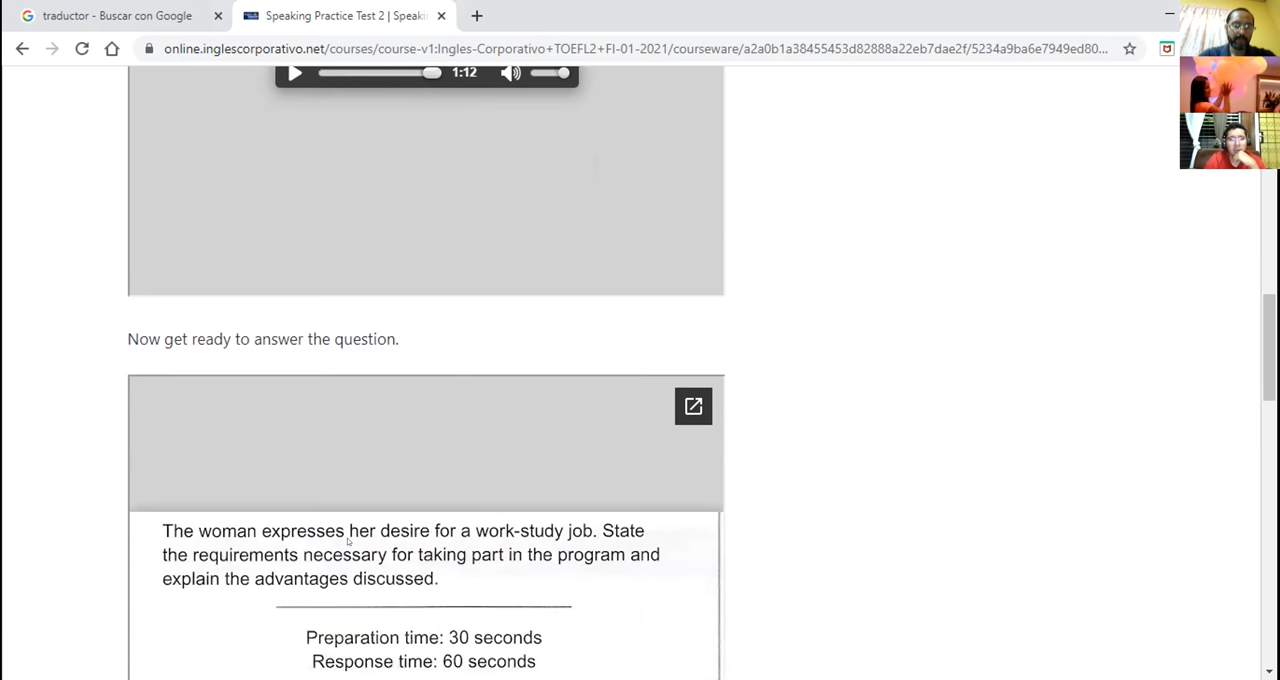 traductor - Buscar con Google
Speaking Practice Test 2 | Speaki
online.inglescorporativo.net/courses/course-v1:Ingles-Corporativo+TOEFL2+FI-01-2021/courseware/a2a0b1a38455453d82888a22eb7dae2f/5234a9ba6e7949ed80...
1:12
Now get ready to answer the question.
The woman expresses her desire for a work-study job. State
the requirements necessary for taking part in the program and
explain the advantages discussed.
Preparation time: 30 seconds
Response time: 60 seconds